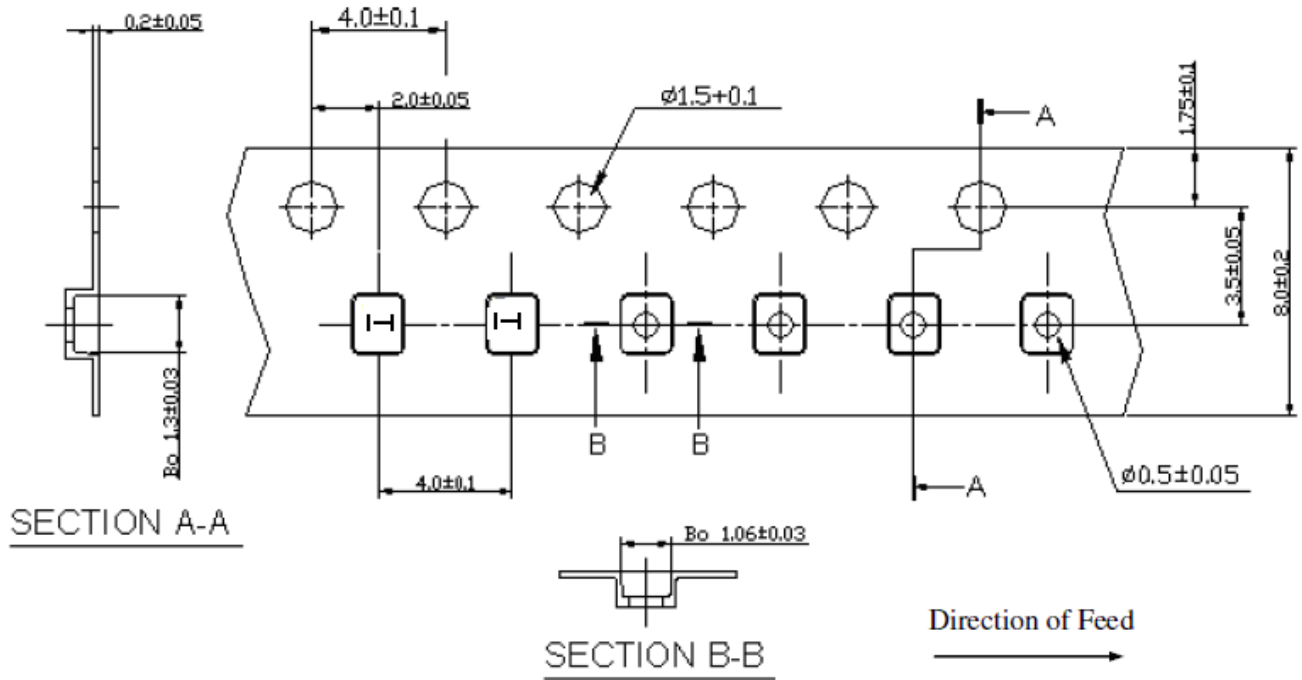 0.2±0.05
4.0±0.1
2.0±0.05
ø1.5+0.1
A
1.75±0.1
3.5±0.05
8.0±0.2
I
I
Bo 1.3±0.03
B
B
4.0±0.1
A
ø0.5±0.05
SECTION A-A
Bo 1.06±0.03
SECTION B-B
Direction of Feed